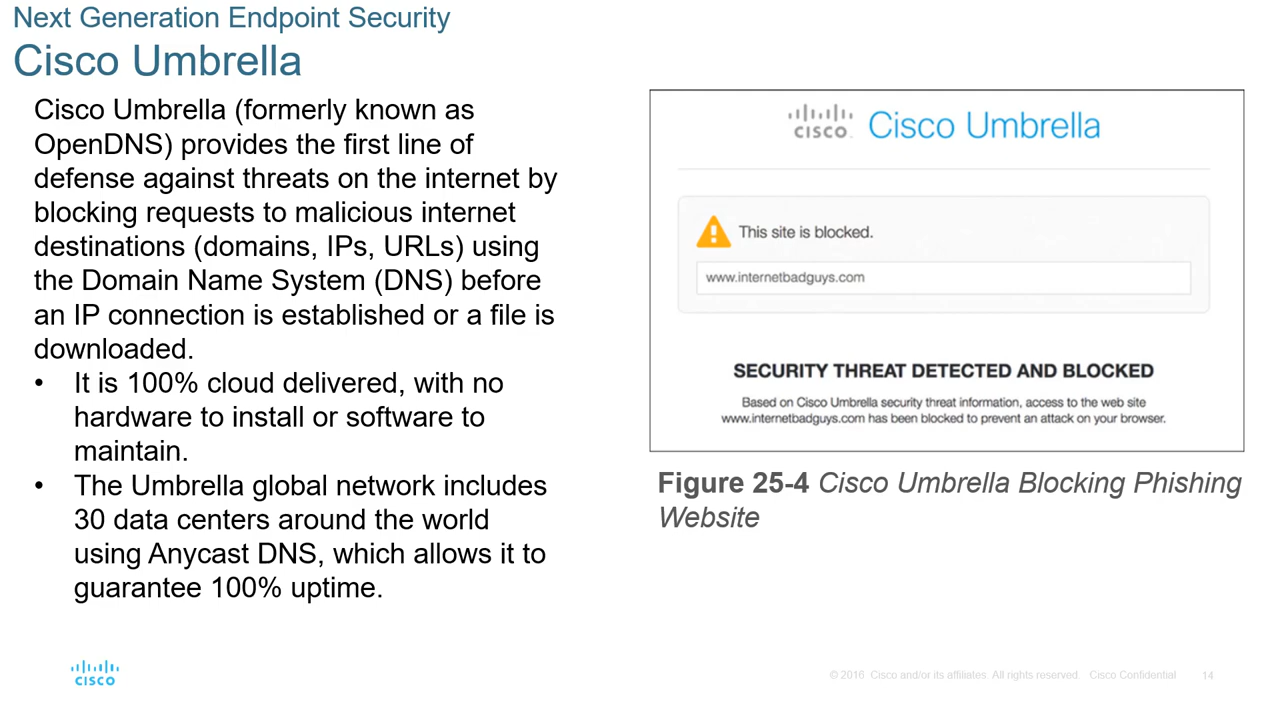 Next Generation Endpoint Security
Cisco Umbrella
Cisco Umbrella (formerly known as
OpenDNS) provides the first line of
defense against threats on the internet by
blocking requests to malicious internet
destinations (domains, IPs, URLs) using
the Domain Name System (DNS) before
an IP connection is established or a file is
downloaded.
• It is 100% cloud delivered, with no
hardware to install or software to
maintain.
• The Umbrella global network includes
30 data centers around the world
using Anycast DNS, which allows it to
guarantee 100% uptime.
CISCO Cisco Umbrella
This site is blocked.
www.internetbadguys.com
SECURITY THREAT DETECTED AND BLOCKED
Based on Cisco Umbrella security threat information, access to the web site
www.internetbadguys.com has been blocked to prevent an attack on your browser.
Figure 25-4 Cisco Umbrella Blocking Phishing
Website
CISCO
© 2016 Cisco and/or its affiliates. All rights reserved. Cisco Confidential 14